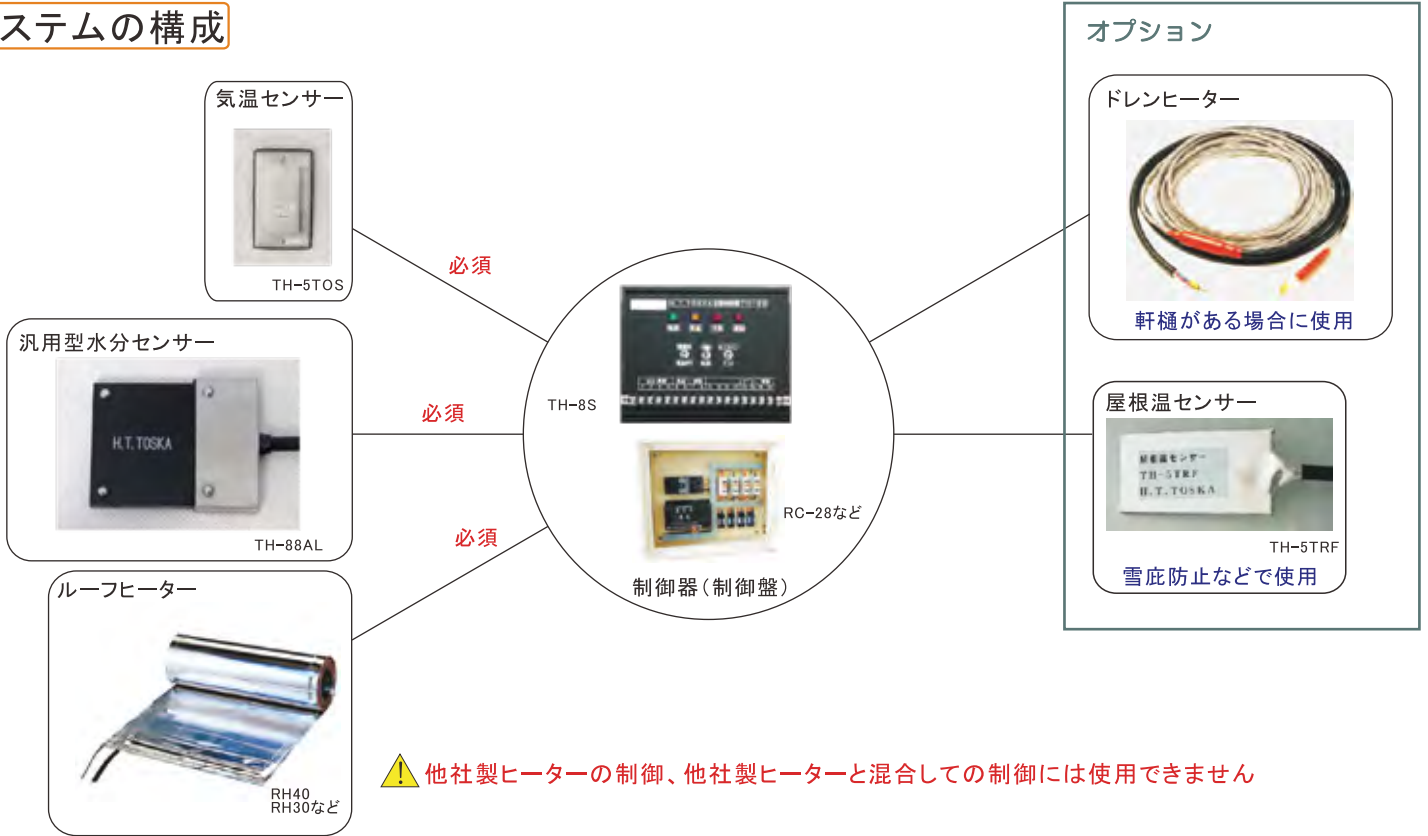 ステムの構成
オプション
気温センサー
TH-5TOS
必須
汎用型水分センサー
H.T.TOSKA
TH-88AL
必須
ルーフヒーター
RH40
RH30など
必須
TH-8S
RC-28など
制御器(制御盤)
ドレンヒーター
軒樋がある場合に使用
屋根温センサー
屋根温センサー
TH-5TRF
H.T.TOSKA
TH-5TRF
雪庇防止などで使用
他社製ヒーターの制御、他社製ヒーターと混合しての制御には使用できません